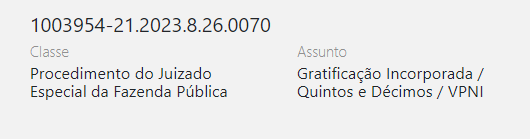 1003954-21.2023.8.26.0070
Classe
Procedimento do Juizado
Especial da Fazenda Pública
Assunto
Gratificação Incorporada /
Quintos e Décimos / VPNI